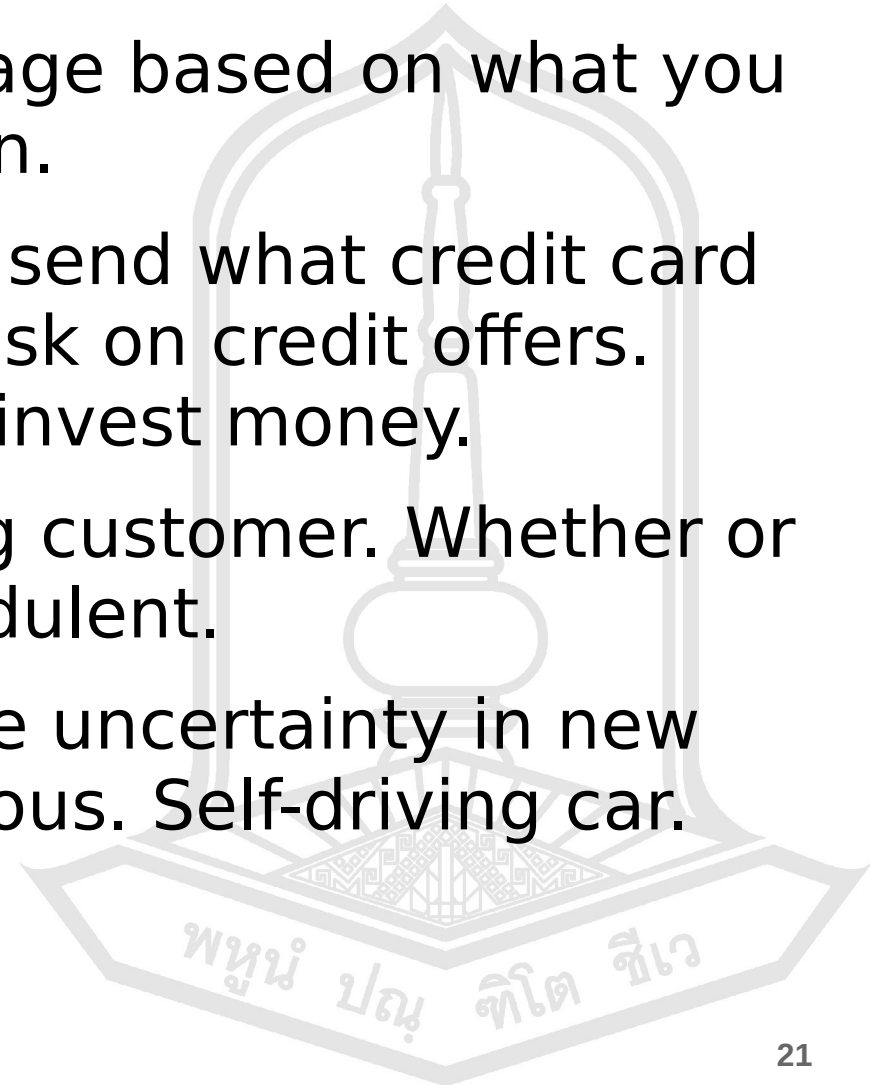 age based on what you
n.
send what credit card
sk on credit offers.
invest money.
g customer. Whether or
dulent.
e uncertainty in new
ous. Self-driving car.
พหูนํ ปณฺ ฑิโต ชีเว
21